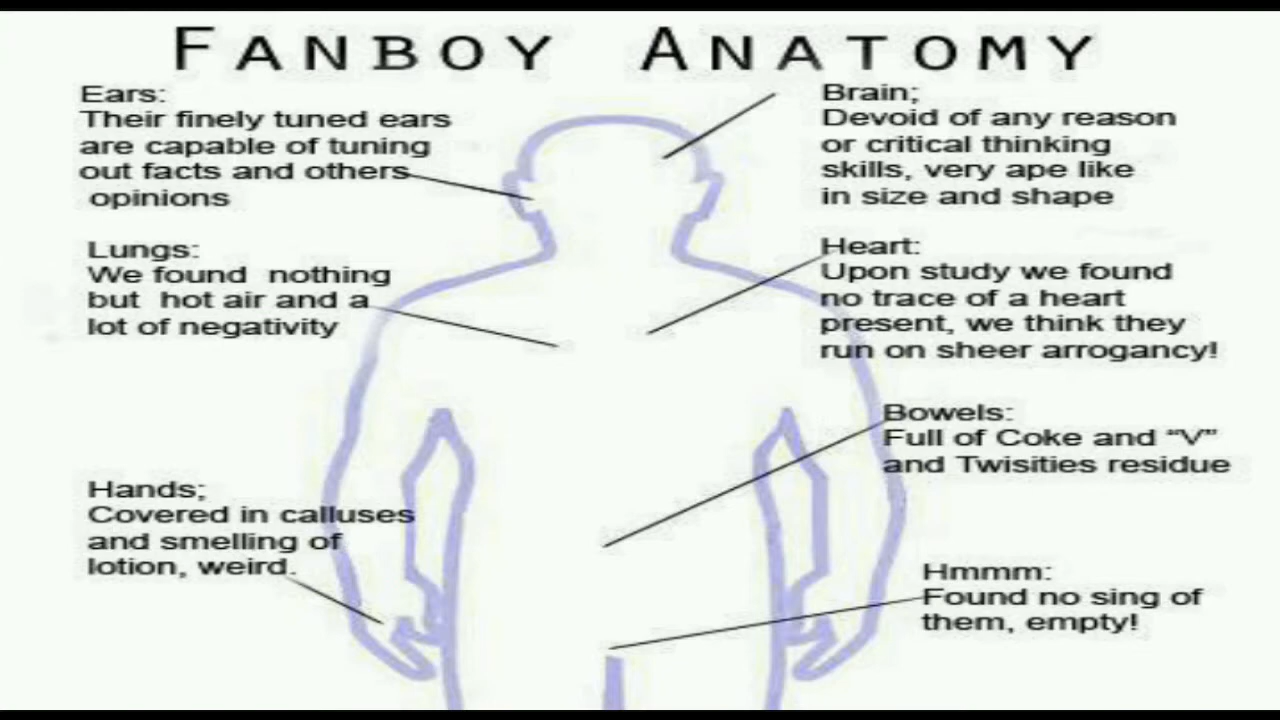 FANBOY ANATOMY
Ears:
Their finely tuned ears
are capable of tuning
out facts and others
opinions
Lungs:
We found nothing
but hot air and a
lot of negativity
Hands;
Covered in calluses
and smelling of
lotion, weird.
Brain;
Devoid of any reason
or critical thinking
skills, very ape like
in size and shape
Heart:
Upon study we found
no trace of a heart
present, we think they
run on sheer arrogancy!
Bowels:
Full of Coke and “V”
and Twisities residue
Hmmm:
Found no sing of
them, empty!